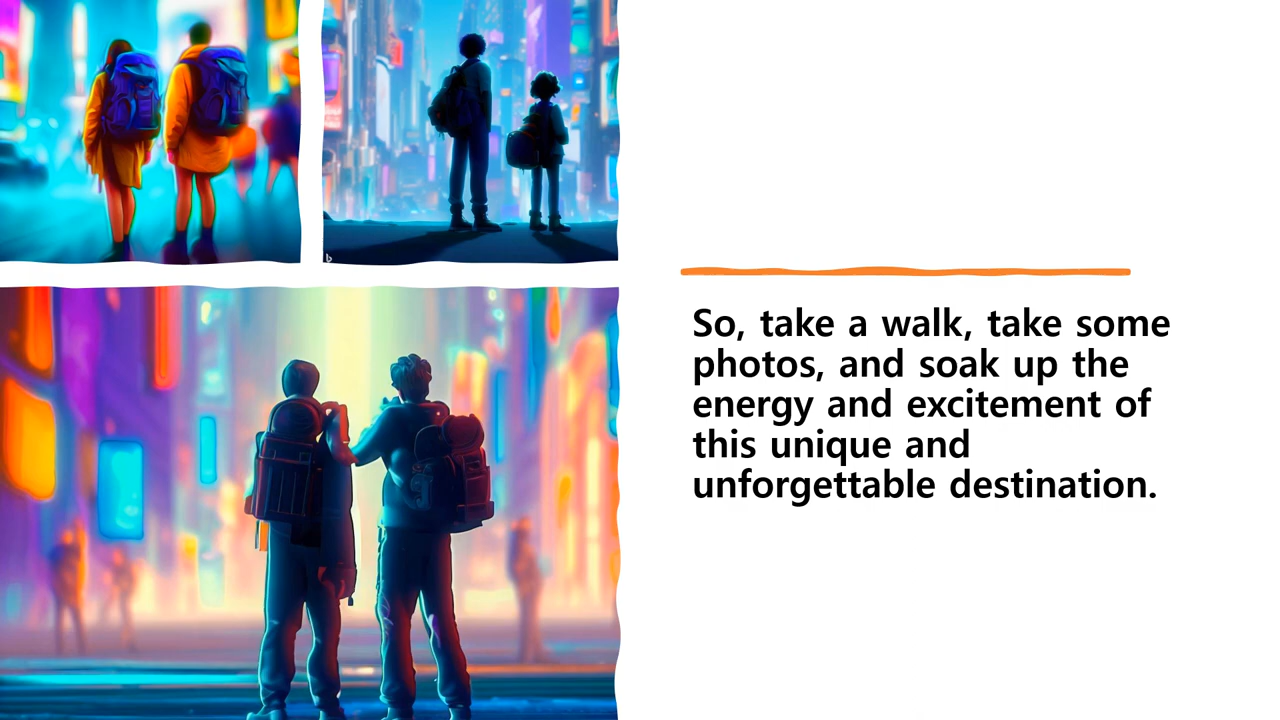 So, take a walk, take some
photos, and soak up the
energy and excitement of
this unique and
unforgettable destination.